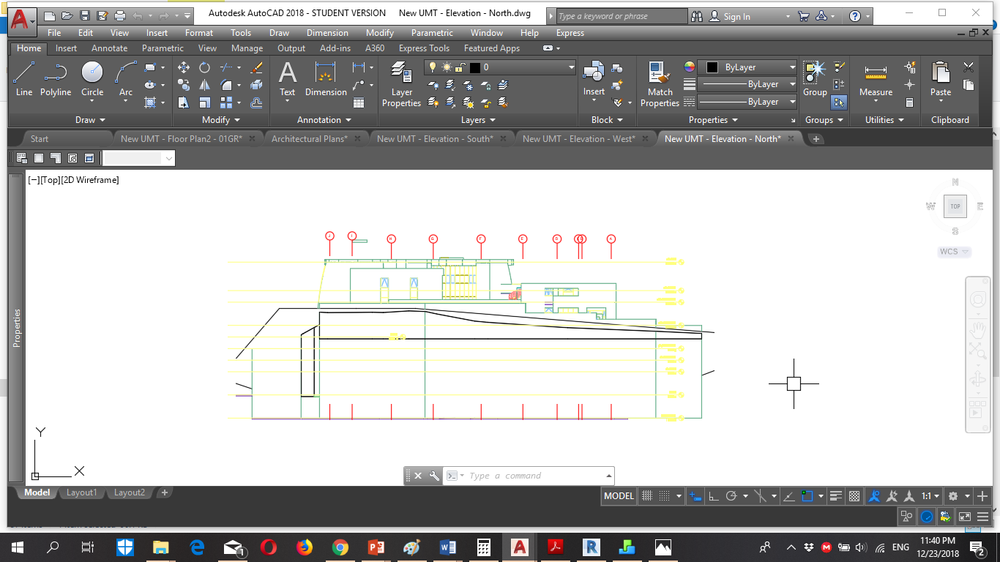 Autodesk AutoCAD 2018 - STUDENT VERSION New UMT - Elevation - North.dwg
Type a keyword or phrase
Sign In
File Edit View Insert Format Tools Draw Dimension Modify Parametric Window Help Express
Home Insert Annotate Parametric View Manage Output Add-ins A360 Express Tools Featured Apps
0
ByLayer
ByLayer
ByLayer
Line Polyline Circle Arc
Text Dimension
Layer Properties
Insert
Match Properties
Group
Measure
Paste
Draw Modify Annotation Layers Block Properties Groups Utilities Clipboard
Start New UMT - Floor Plan2 - 01GR* Architectural Plans* New UMT - Elevation - South* New UMT - Elevation - West* New UMT - Elevation - North*
[−][Top][2D Wireframe]
N
W TOP E
S
WCS
J I H G F E D A
Properties
Y
X
Type a command
Model Layout1 Layout2
MODEL
1:1
ENG
11:40 PM
12/23/2018
1
2